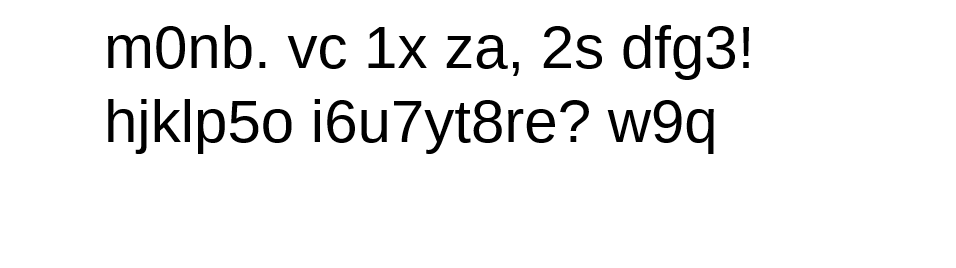 m0nb. vc 1x za, 2s dfg3!
hjklp5o i6u7yt8re? w9q